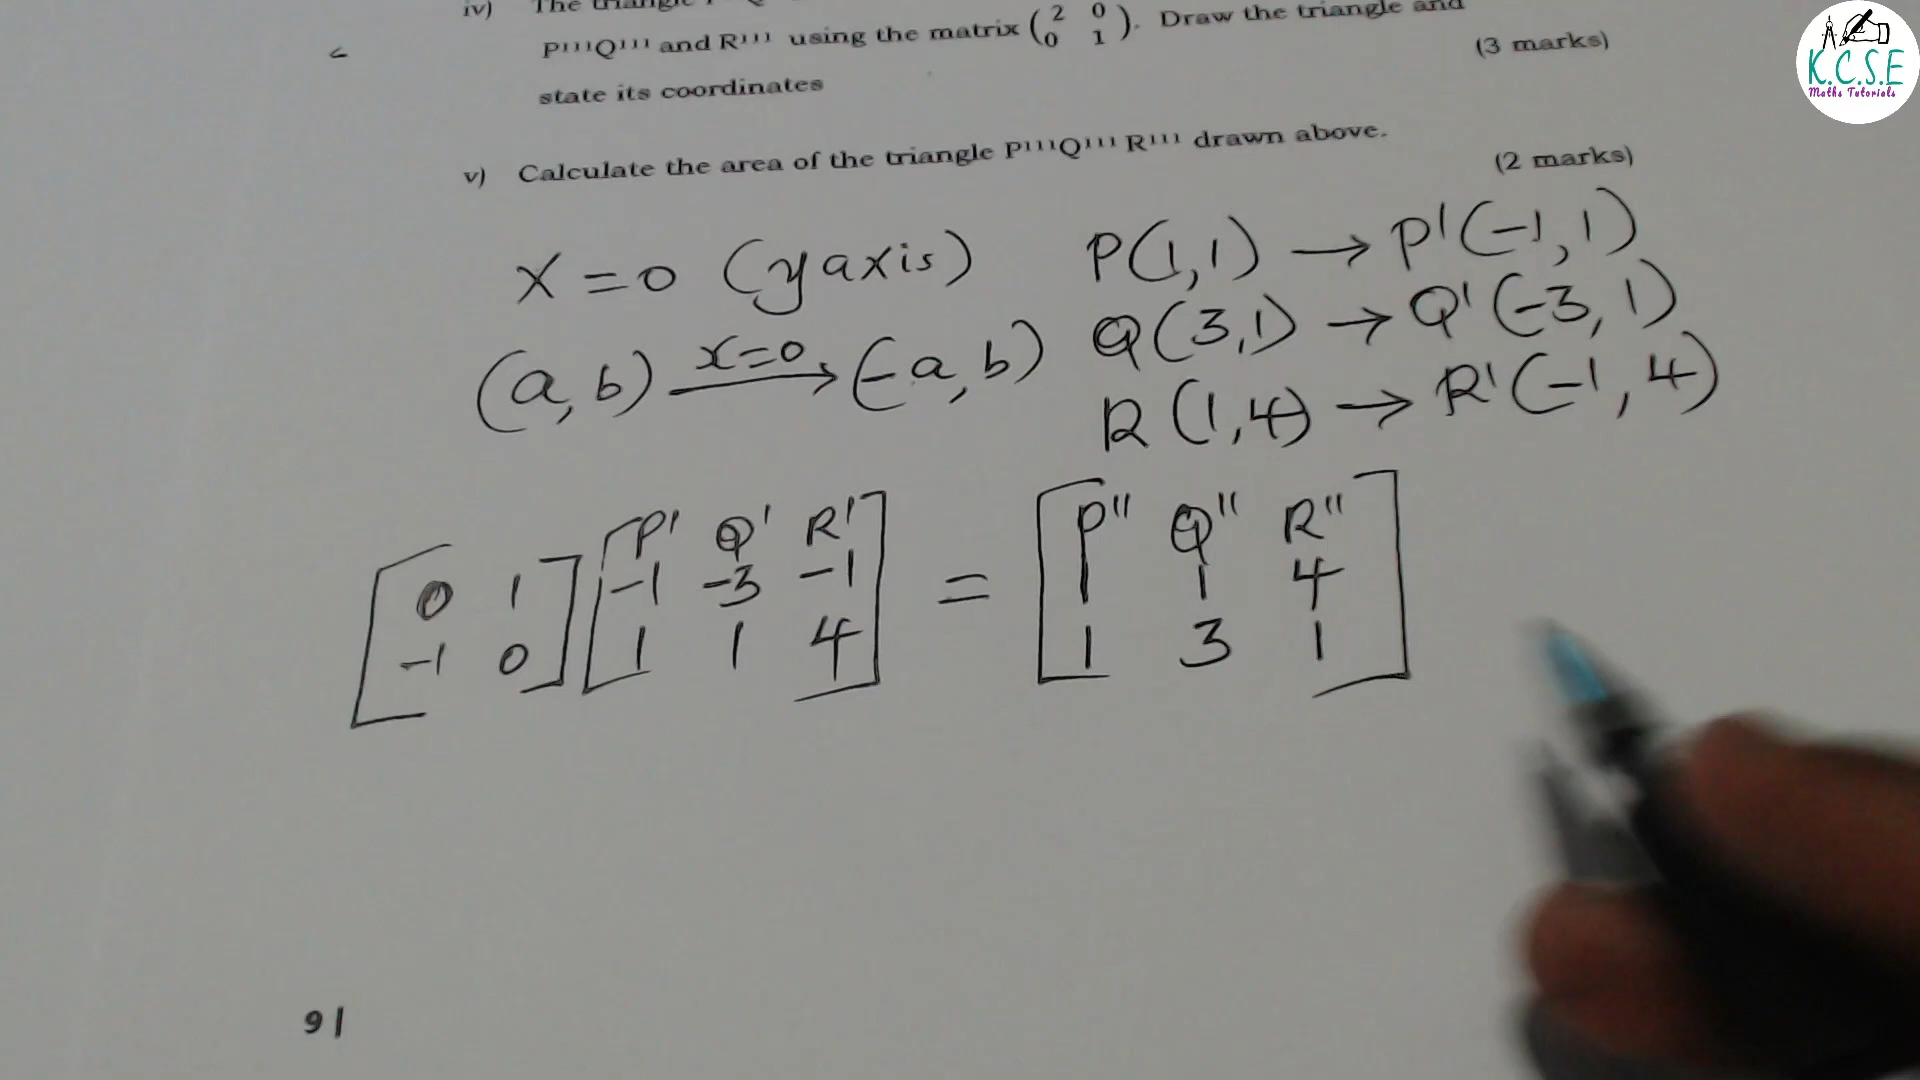 iv) The triangle P Q
P'''Q''' and R''' using the matrix (2 0
0 1). Draw the triangle and
(3 marks)
state its coordinates
v) Calculate the area of the triangle P'''Q'''R''' drawn above.
(2 marks)
X = 0 (y axis)
(a, b) x=0 → (-a, b)
P(1,1) → P'(-1, 1)
Q(3,1) → Q'(-3, 1)
R(1,4) → R'(-1, 4)
P' Q' R'
[0 1
-1 0]
[-1 -3 -1
1 1 4]
=
P'' Q'' R''
[1 1 4
1 3 1]
91
K.C.S.E
Maths Tutorials